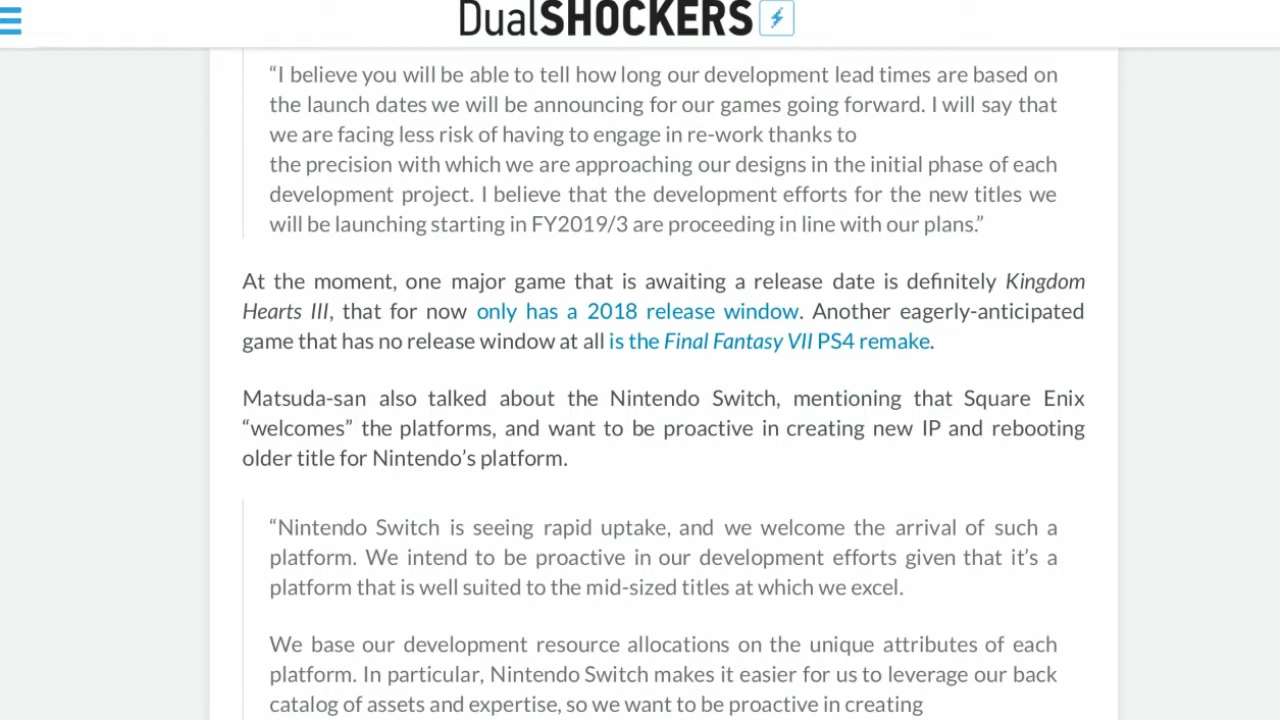 DualSHOCKERS
“I believe you will be able to tell how long our development lead times are based on
the launch dates we will be announcing for our games going forward. I will say that
we are facing less risk of having to engage in re-work thanks to
the precision with which we are approaching our designs in the initial phase of each
development project. I believe that the development efforts for the new titles we
will be launching starting in FY2019/3 are proceeding in line with our plans.”
At the moment, one major game that is awaiting a release date is definitely Kingdom
Hearts III, that for now only has a 2018 release window. Another eagerly-anticipated
game that has no release window at all is the Final Fantasy VII PS4 remake.
Matsuda-san also talked about the Nintendo Switch, mentioning that Square Enix
“welcomes” the platforms, and want to be proactive in creating new IP and rebooting
older title for Nintendo’s platform.
“Nintendo Switch is seeing rapid uptake, and we welcome the arrival of such a
platform. We intend to be proactive in our development efforts given that it’s a
platform that is well suited to the mid-sized titles at which we excel.
We base our development resource allocations on the unique attributes of each
platform. In particular, Nintendo Switch makes it easier for us to leverage our back
catalog of assets and expertise, so we want to be proactive in creating